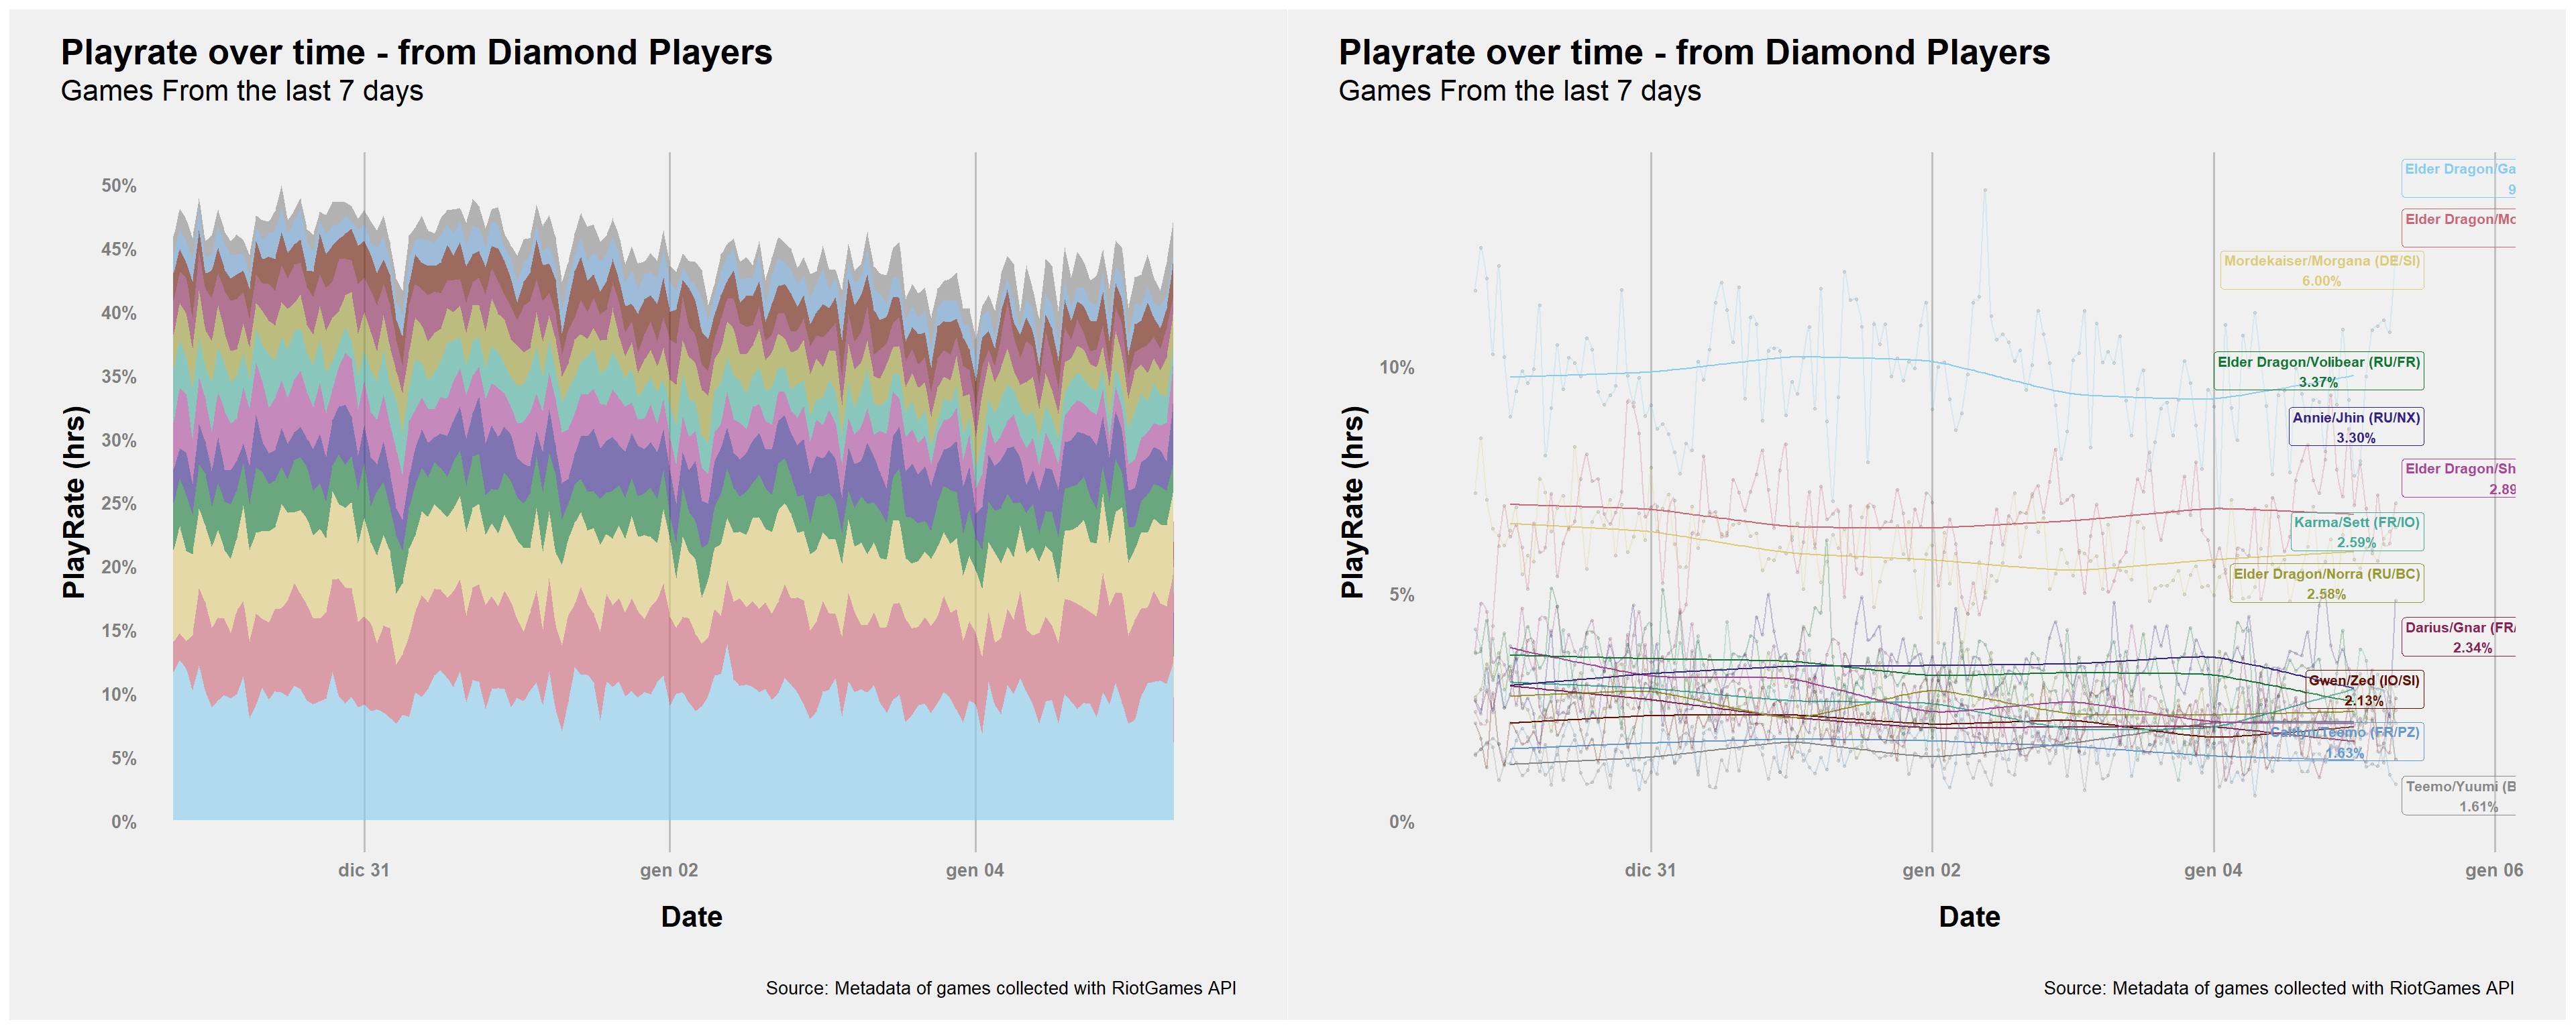 Playrate over time - from Diamond Players
Games From the last 7 days
50%
45%
40%
35%
30%
25%
20%
15%
10%
5%
0%
PlayRate (hrs)
dic 31
gen 02
gen 04
Date
Source: Metadata of games collected with RiotGames API
Playrate over time - from Diamond Players
Games From the last 7 days
10%
5%
0%
PlayRate (hrs)
Elder Dragon/Ga
9
Elder Dragon/Mo
Mordekaiser/Morgana (DE/SI)
6.00%
Elder Dragon/Volibear (RU/FR)
3.37%
Annie/Jhin (RU/NX)
3.30%
Elder Dragon/Sh
2.89
Karma/Sett (FR/IO)
2.59%
Elder Dragon/Norra (RU/BC)
2.58%
Darius/Gnar (FR/
2.34%
Gwen/Zed (IO/SI)
2.13%
(FR/PZ)
1.63%
Teemo/Yuumi (B
1.61%
dic 31
gen 02
gen 04
gen 06
Date
Source: Metadata of games collected with RiotGames API